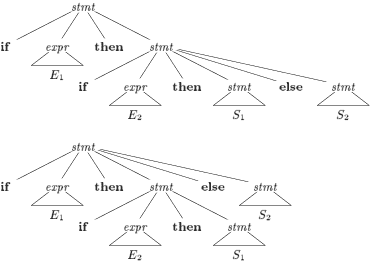 stmt
if expr then stmt
E1
if expr then stmt else stmt
E2 S1 S2
stmt
if expr then stmt else stmt
E1 S2
if expr then stmt
E2 S1